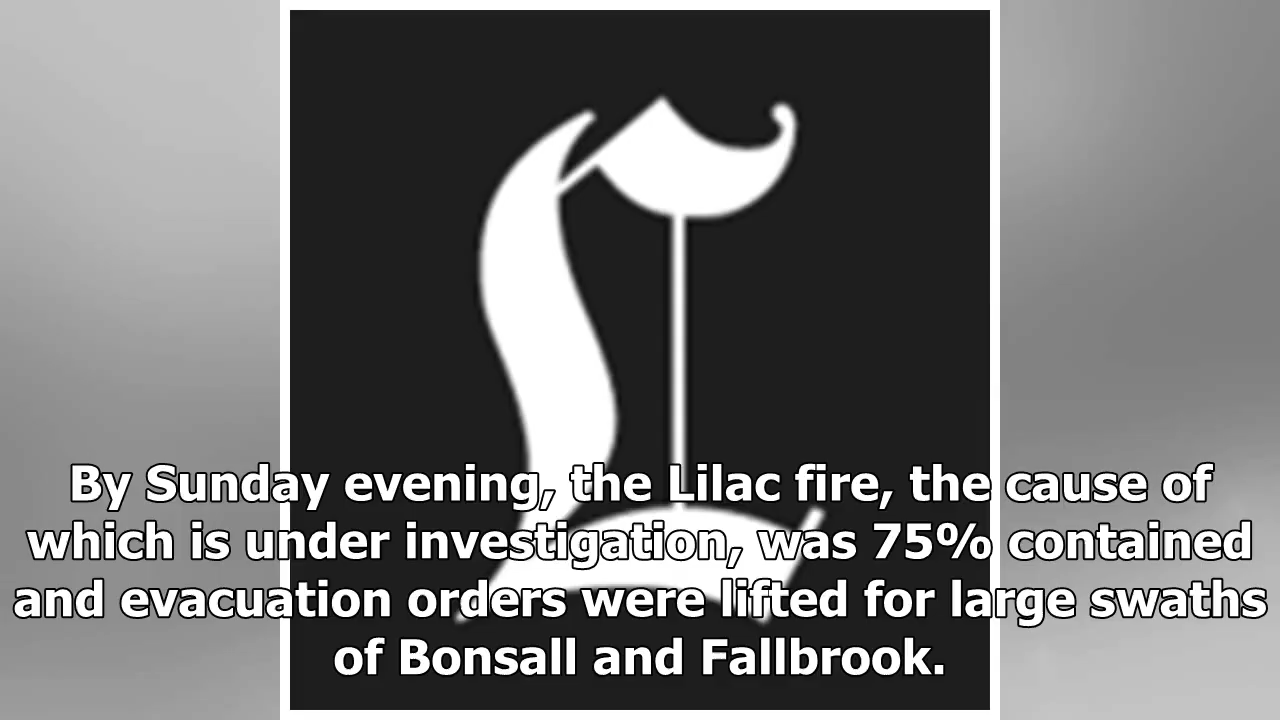 By Sunday evening, the Lilac fire, the cause of
which is under investigation, was 75% contained
and evacuation orders were lifted for large swaths
of Bonsall and Fallbrook.